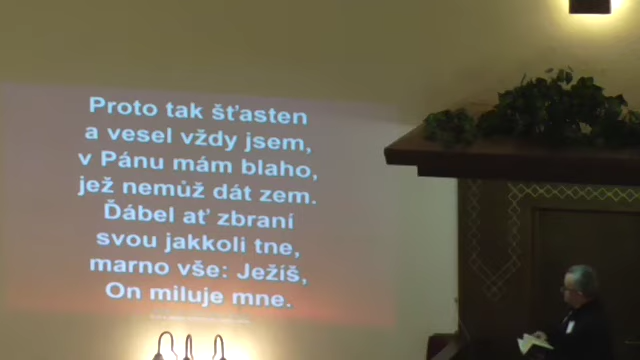 Proto tak šťasten
a vesel vždy jsem,
v Pánu mám blaho,
jež nemůž dát zem.
Ďábel ať zbraní
svou jakkoli tne,
marno vše: Ježíš,
On miluje mne.